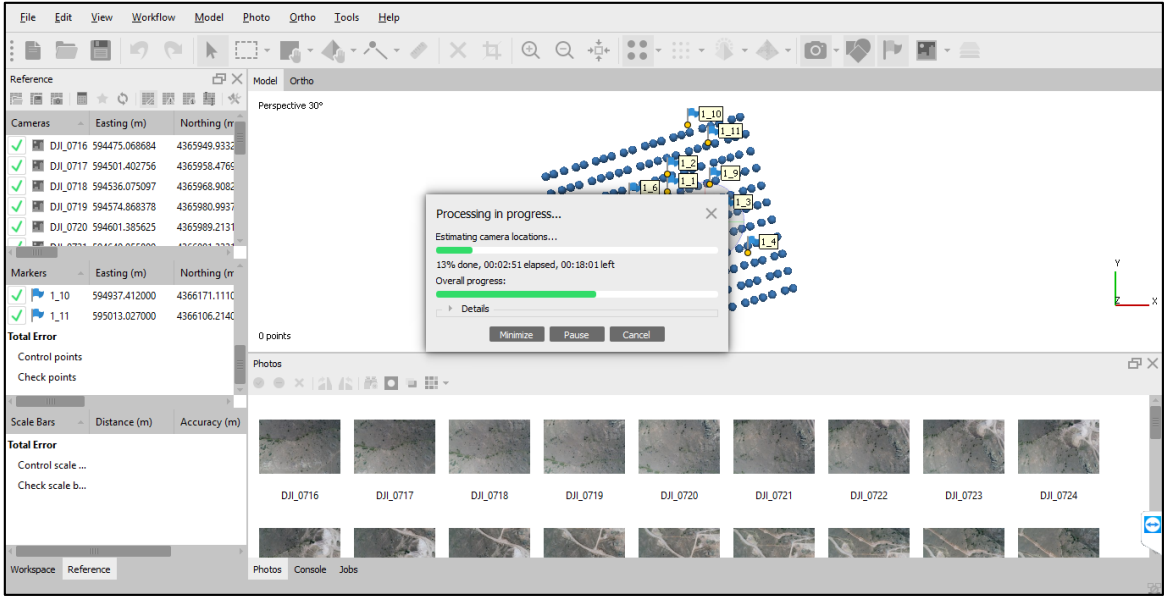 File Edit View Workflow Model Photo Ortho Tools Help
Reference
Model Ortho
Cameras Easting (m) Northing (m
DJI_0716 594475.068684 4365949.9332
DJI_0717 594501.402756 4365958.4769
DJI_0718 594536.075097 4365968.9082
DJI_0719 594574.868378 4365980.9937
DJI_0720 594601.385625 4365989.2131
Markers Easting (m) Northing (m
1_10 594937.412000 4366171.1110
1_11 595013.027000 4366106.2140
Total Error
Control points
Check points
Scale Bars Distance (m) Accuracy (m)
Total Error
Control scale ...
Check scale b...
Workspace Reference
Perspective 30°
1_10
1_11
1_2
1_9
1_1
1_6
1_3
1_4
Processing in progress...
Estimating camera locations...
13% done, 00:02:51 elapsed, 00:18:01 left
Overall progress:
Details
Minimize Pause Cancel
Y
Z X
0 points
Photos
DJI_0716 DJI_0717 DJI_0718 DJI_0719 DJI_0720 DJI_0721 DJI_0722 DJI_0723 DJI_0724
Photos Console Jobs